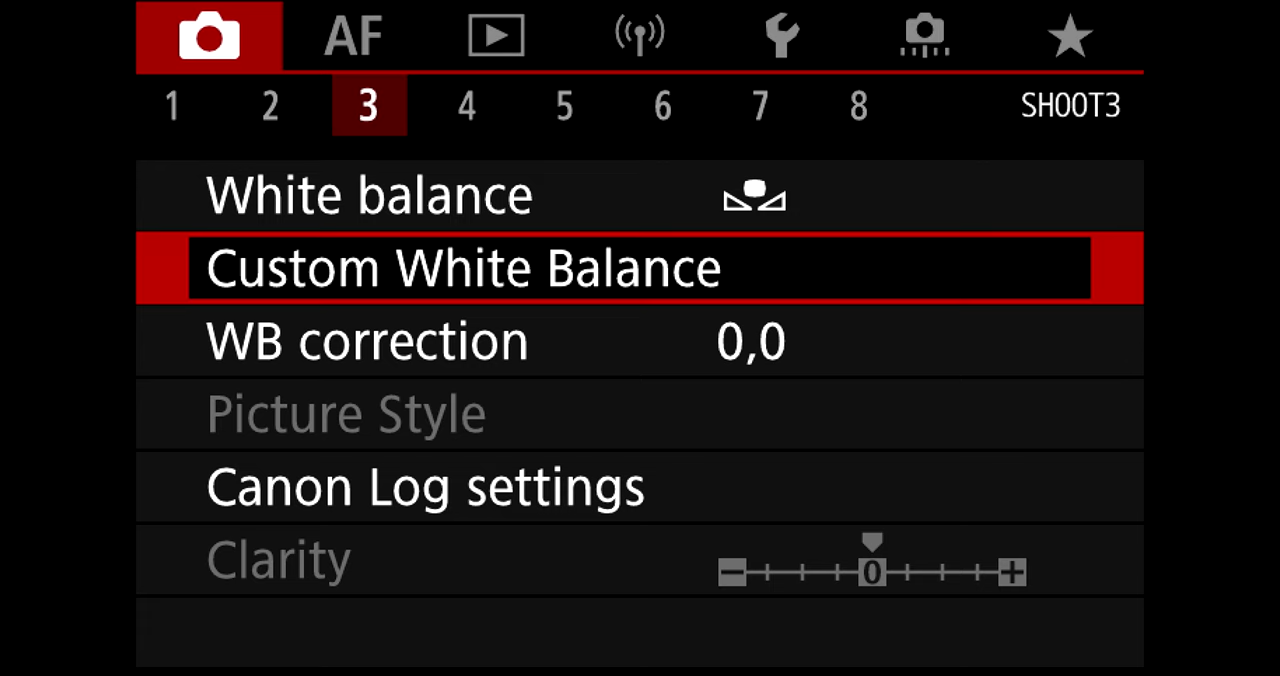 AF
1 2 3 4 5 6 7 8 SHOOT3
White balance
Custom White Balance
WB correction 0,0
Picture Style
Canon Log settings
Clarity 0